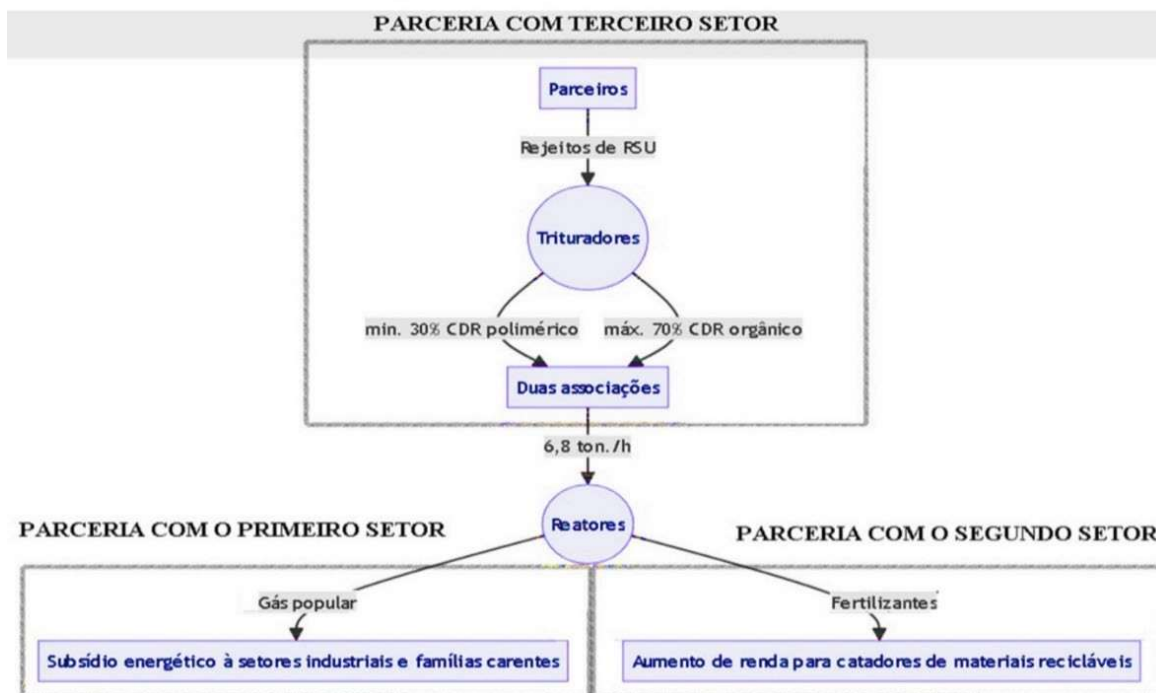 PARCERIA COM TERCEIRO SETOR
Parceiros
Rejeitos de RSU
Trituradores
min. 30% CDR polimérico
máx. 70% CDR orgânico
Duas associações
6,8 ton./h
Reatores
PARCERIA COM O PRIMEIRO SETOR
PARCERIA COM O SEGUNDO SETOR
Gás popular
Fertilizantes
Subsídio energético à setores industriais e famílias carentes
Aumento de renda para catadores de materiais recicláveis